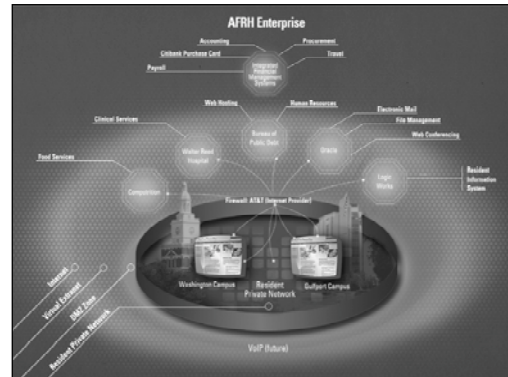 AFRH Enterprise
Accounting
Procurement
Citibank Purchase Card
Travel
Payroll
Integrated
Financial
Management
Systems
Web Hosting
Human Resources
Electronic Mail
File Management
Clinical Services
Bureau of
Public Debt
Web Conferencing
Walter Reed
Hospital
Food Services
Login
Works
Resident
Information
System
Firewall: AT&T (Internet Provider)
Washington Campus
Resident
Private Network
Gulfport Campus
Internet
Virtual Extranet
DMZ Zone
Resident Private Network
VoIP (future)